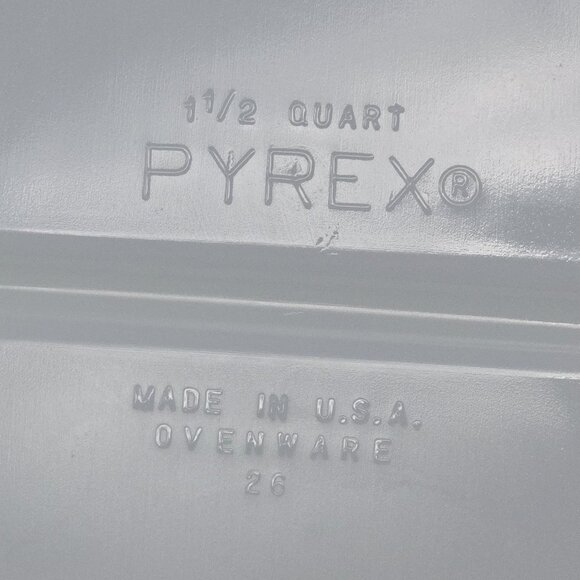 1 1/2 QUART
PYREX®
MADE IN U.S.A.
OVENWARE
26